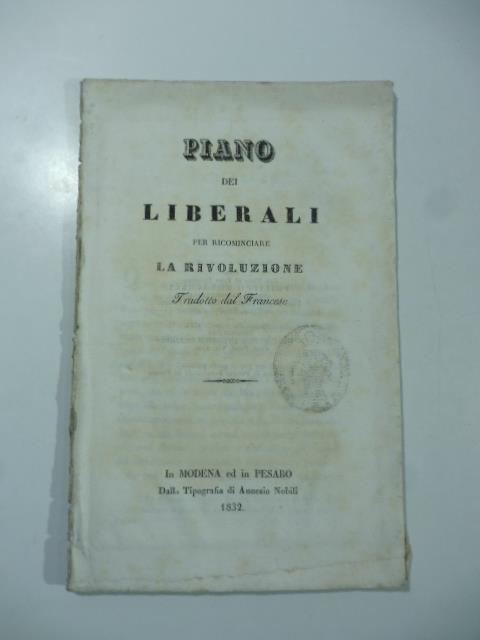 PIANO
DEI
LIBERALI
PER RICOMINCIARE
LA RIVOLUZIONE
Tradotto dal Francese
In MODENA ed in PESARO
Dalla Tipografia di Annesio Nobili
1832.